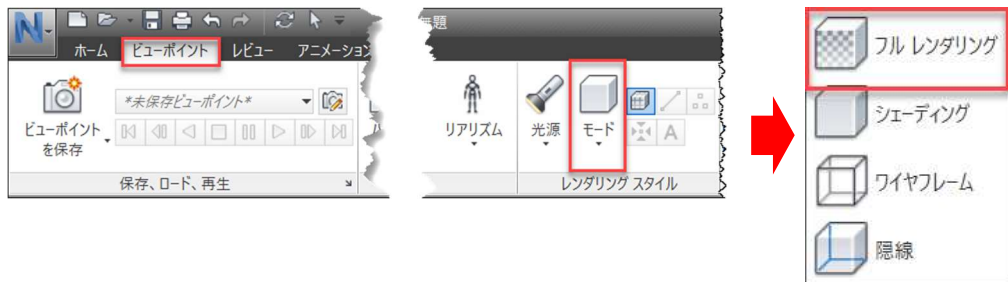 N
無題
ホーム ビューポイント レビュー アニメーション
*未保存ビューポイント*
ビューポイント
を保存
保存、ロード、再生
リアリズム
光源
モード
A
レンダリング スタイル
フル レンダリング
シェーディング
ワイヤフレーム
隠線